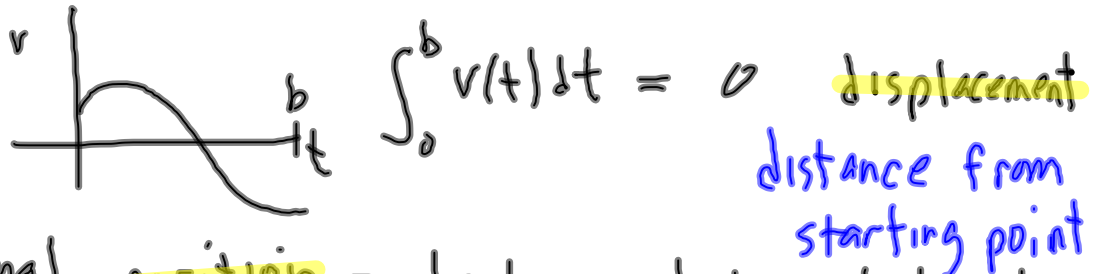 v
b
t
∫₀ᵇ v(t)dt = 0 displacement
distance from
starting point